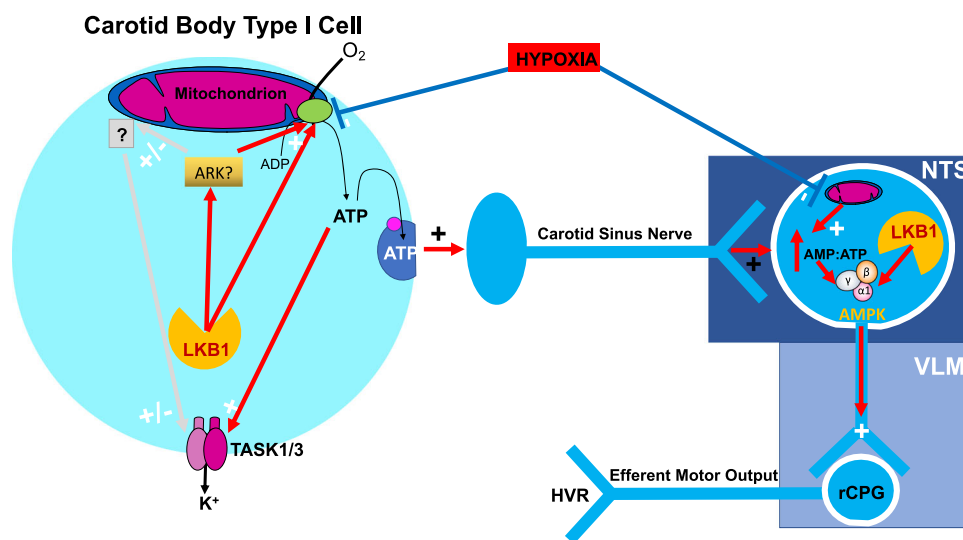 Carotid Body Type I Cell
O2
HYPOXIA
Mitochondrion
-
?
+
+/-
ADP
ARK?
ATP
ATP
+
Carotid Sinus Nerve
+
NTS
-
+
LKB1
AMP:ATP
β
γ
α1
AMPK
LKB1
VLM
+/-
+
TASK1/3
K+
+
Efferent Motor Output
HVR
rCPG